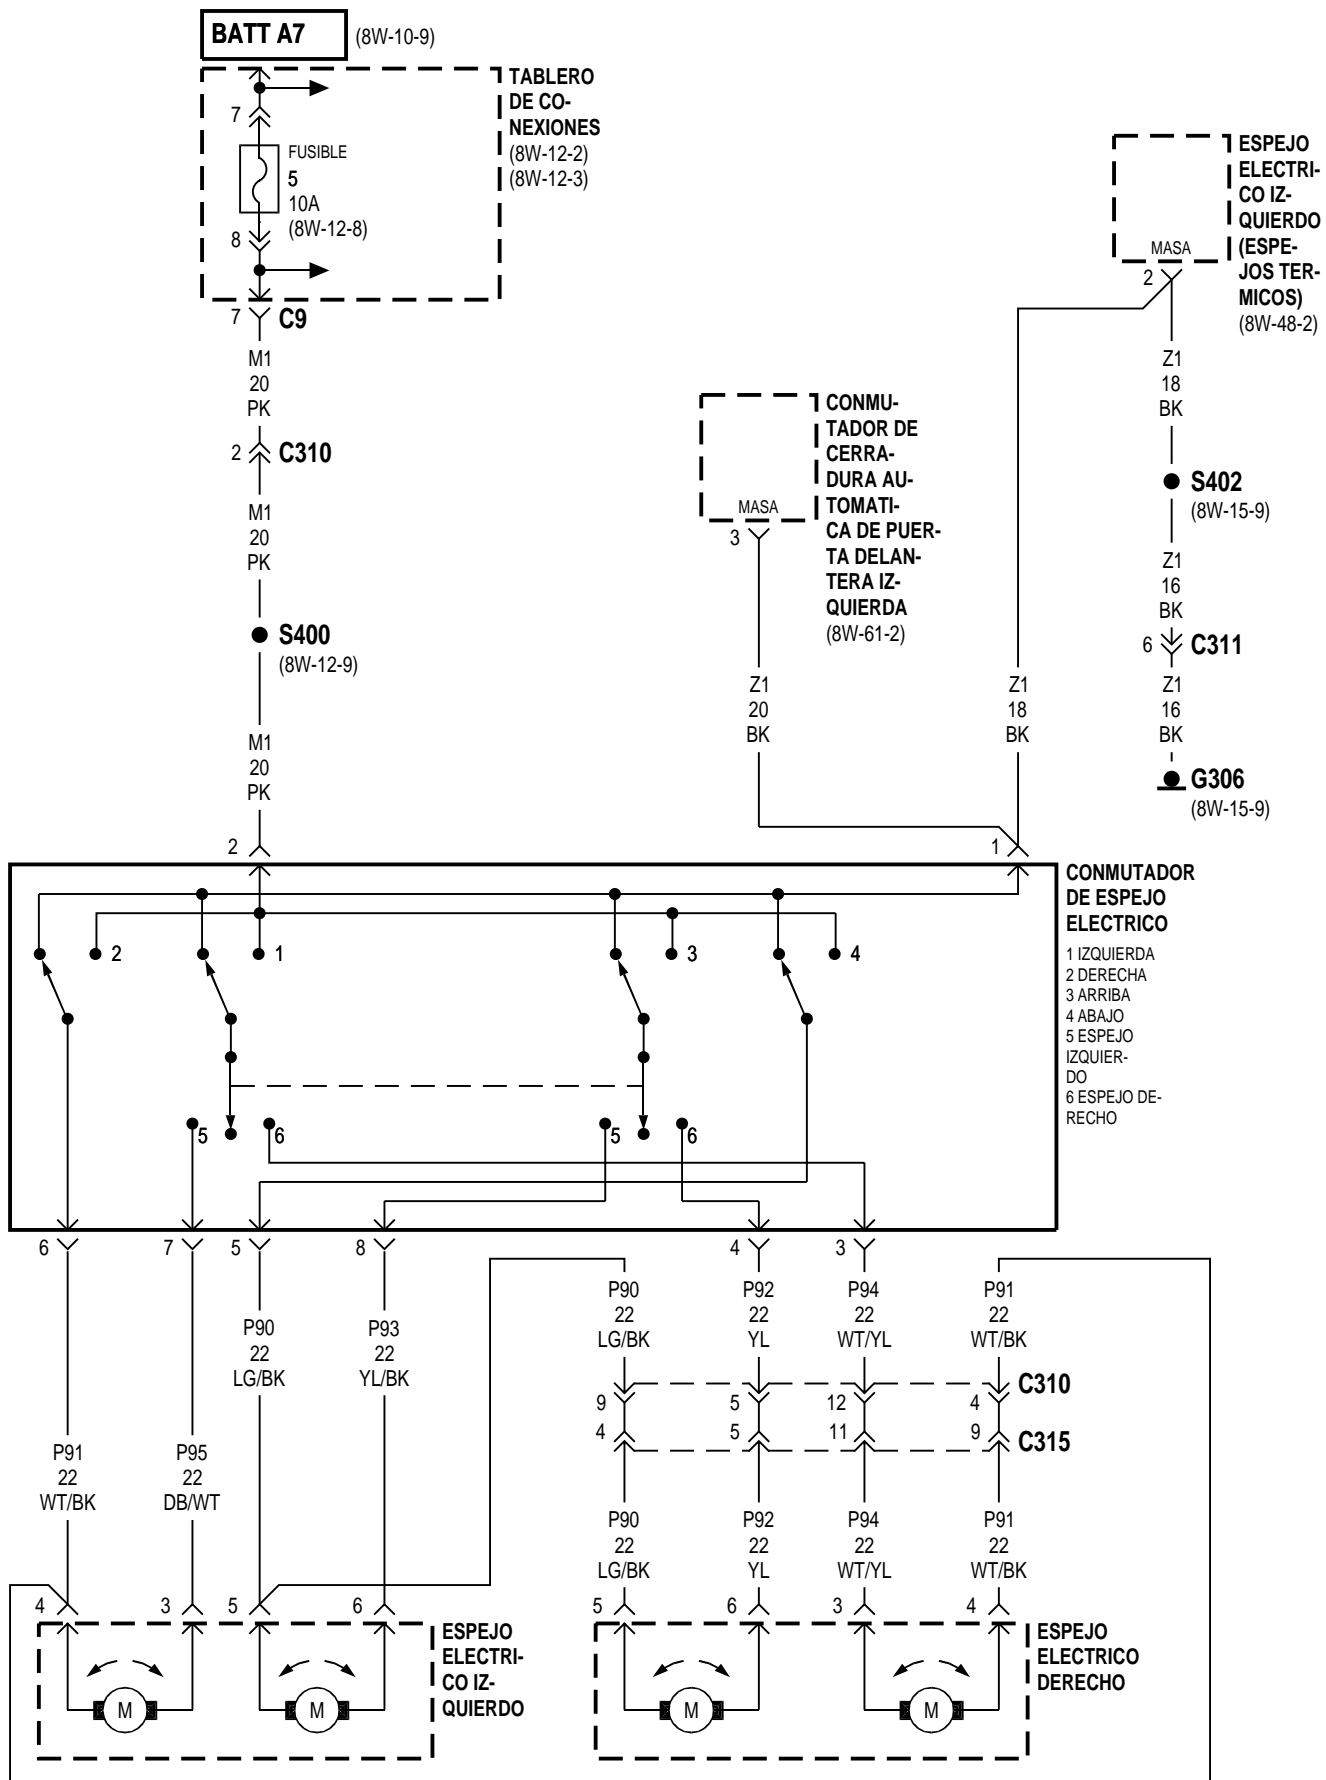 BATT A7
(8W-10-9)
TABLERO
DE CO-
NEXIONES
(8W-12-2)
(8W-12-3)
7
FUSIBLE
5
10A
(8W-12-8)
8
7
C9
M1
20
PK
2
C310
M1
20
PK
S400
(8W-12-9)
M1
20
PK
2
CONMU-
TADOR DE
CERRA-
DURA AU-
TOMATI-
CA DE PUER-
TA DELAN-
TERA IZ-
QUIERDA
(8W-61-2)
MASA
3
Z1
20
BK
Z1
18
BK
1
ESPEJO
ELECTRI-
CO IZ-
QUIERDO
(ESPE-
JOS TER-
MICOS)
(8W-48-2)
MASA
2
Z1
18
BK
S402
(8W-15-9)
Z1
16
BK
6
C311
Z1
16
BK
G306
(8W-15-9)
CONMUTADOR
DE ESPEJO
ELECTRICO
1 IZQUIERDA
2 DERECHA
3 ARRIBA
4 ABAJO
5 ESPEJO
IZQUIER-
DO
6 ESPEJO DE-
RECHO
2
1
3
4
5
6
5
6
6
7
5
8
4
3
P91
22
WT/BK
P95
22
DB/WT
P90
22
LG/BK
P93
22
YL/BK
P90
22
LG/BK
P92
22
YL
P94
22
WT/YL
P91
22
WT/BK
9
5
12
4
C310
4
5
11
9
C315
P90
22
LG/BK
P92
22
YL
P94
22
WT/YL
P91
22
WT/BK
4
3
5
6
5
6
3
4
M
M
ESPEJO
ELECTRI-
CO IZ-
QUIERDO
M
M
ESPEJO
ELECTRICO
DERECHO